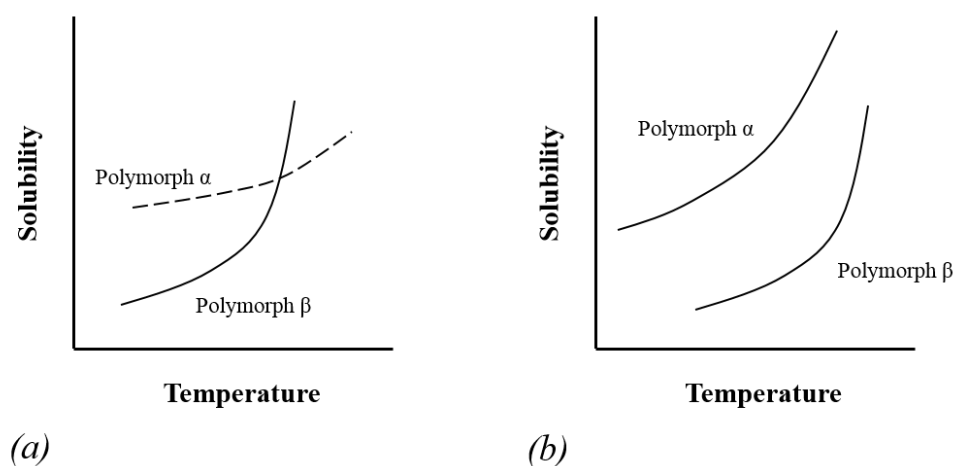 Solubility
Polymorph α
Polymorph β
Temperature
(a)
Solubility
Polymorph α
Polymorph β
Temperature
(b)